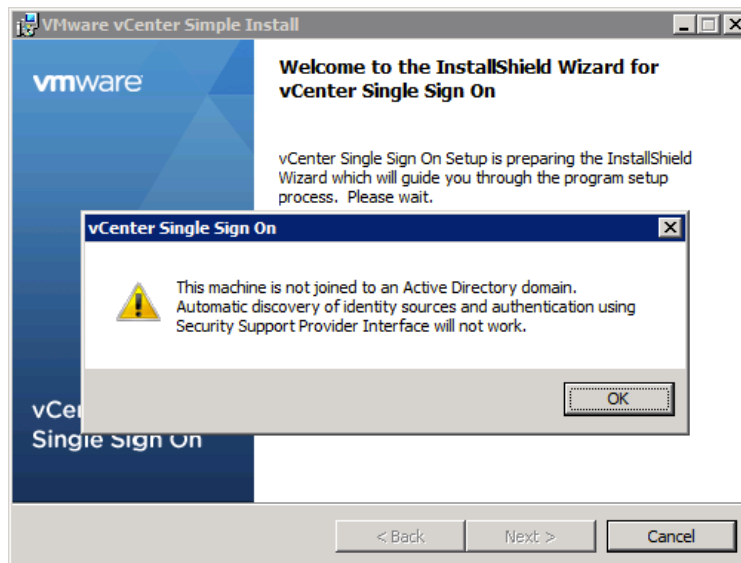 VMware vCenter Simple Install
vmware
Welcome to the InstallShield Wizard for
vCenter Single Sign On
vCenter Single Sign On Setup is preparing the InstallShield
Wizard which will guide you through the program setup
process. Please wait.
vCenter Single Sign On
This machine is not joined to an Active Directory domain.
Automatic discovery of identity sources and authentication using
Security Support Provider Interface will not work.
OK
Single Sign On
< Back
Next >
Cancel